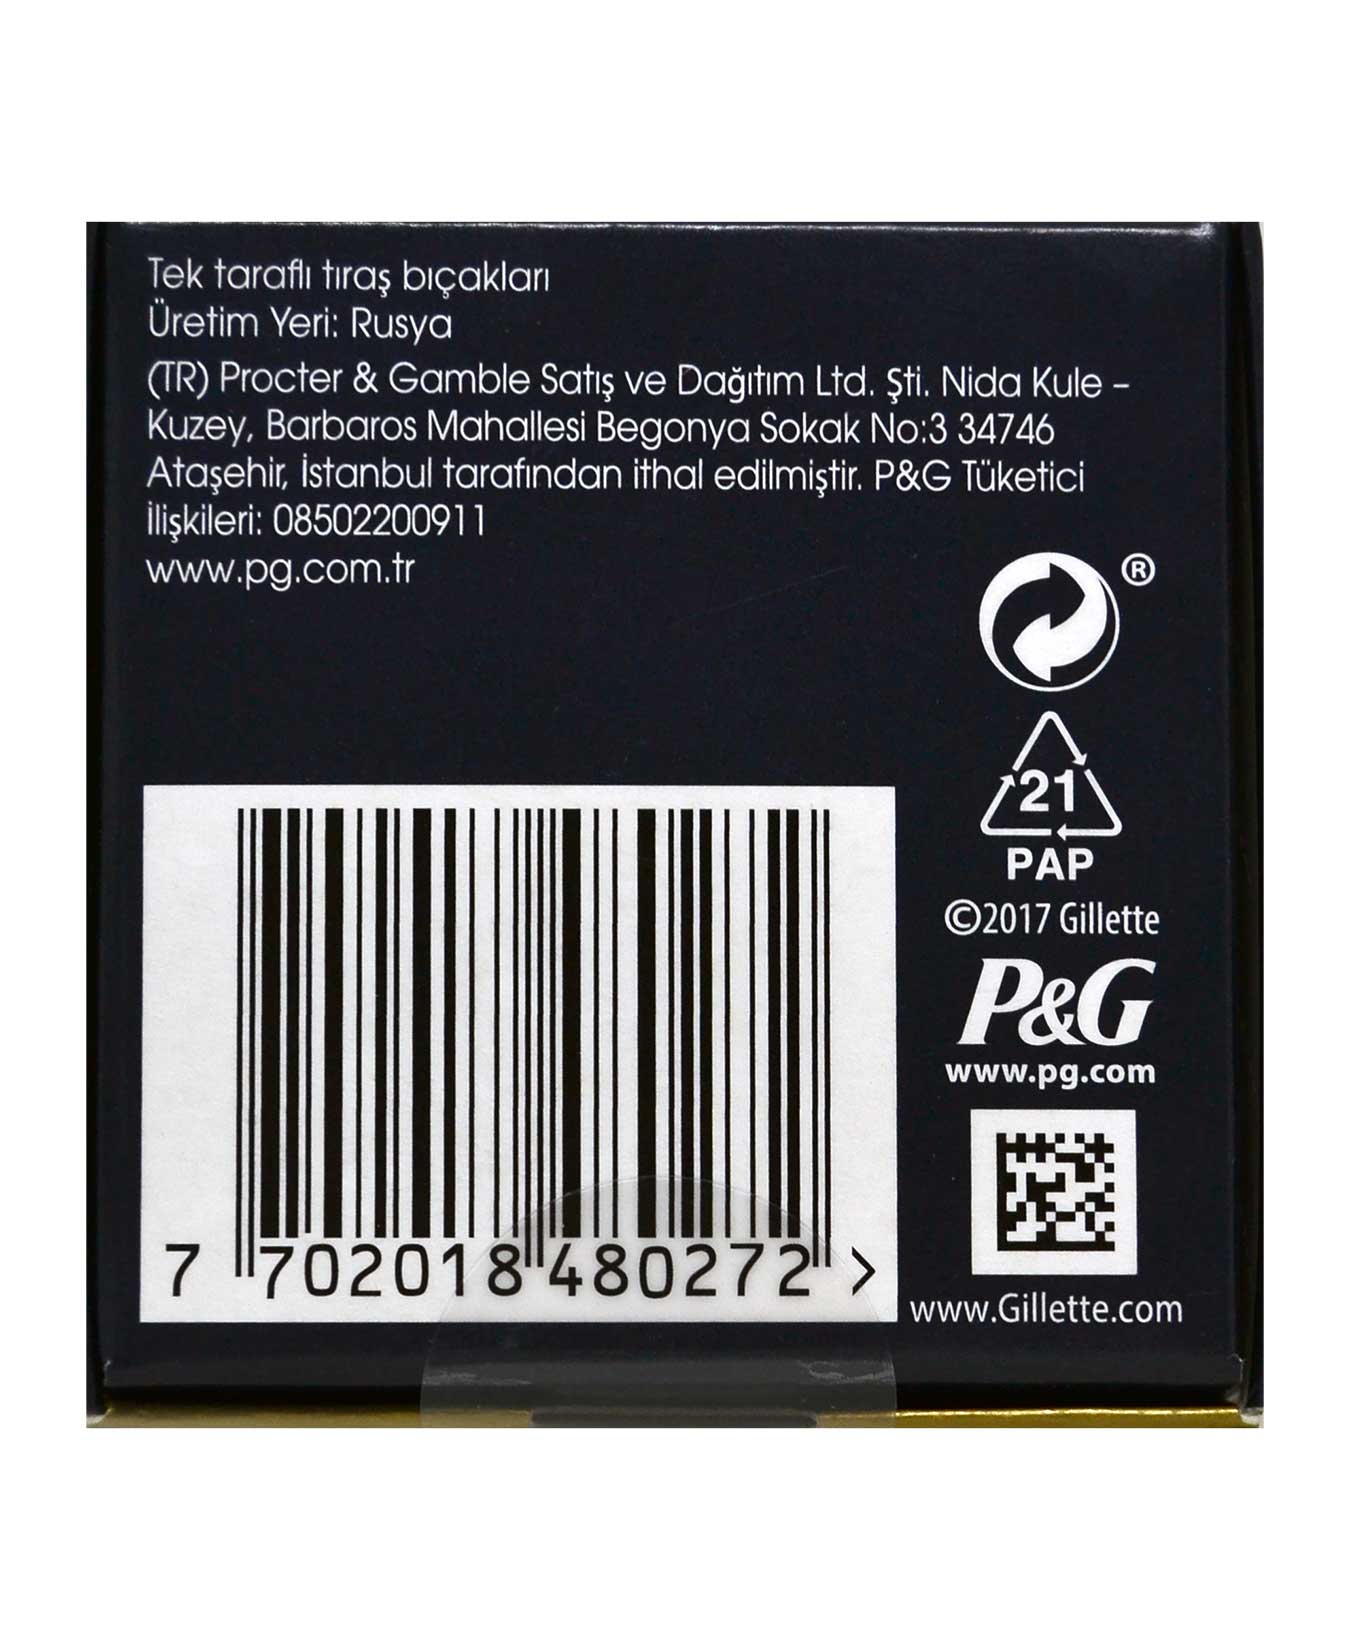 Tek taraflı tıraş bıçakları
Üretim Yeri: Rusya
(TR) Procter & Gamble Satış ve Dağıtım Ltd. Şti. Nida Kule –
Kuzey, Barbaros Mahallesi Begonya Sokak No:3 34746
Ataşehir, İstanbul tarafından ithal edilmiştir. P&G Tüketici
İlişkileri: 08502200911
www.pg.com.tr
®
21
PAP
©2017 Gillette
P&G
www.pg.com
7 702018 480272 >
www.Gillette.com